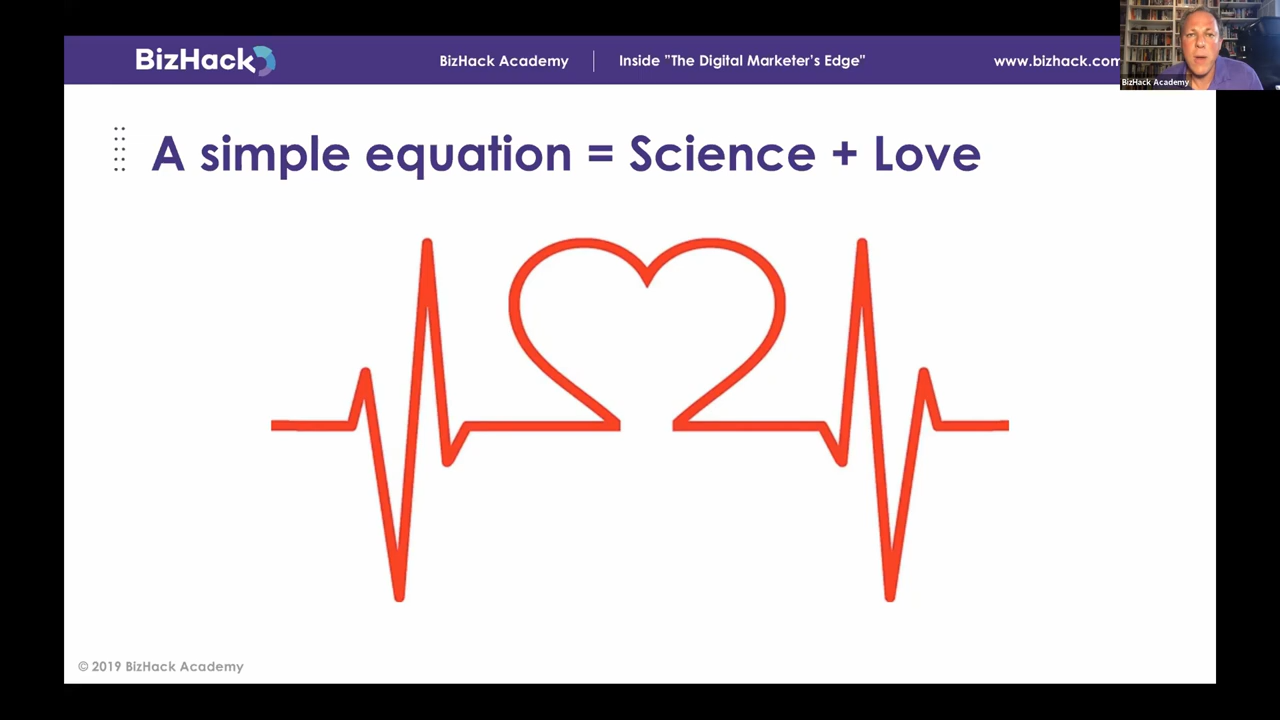 BizHack
BizHack Academy
Inside "The Digital Marketer's Edge"
www.bizhack.com
BizHack Academy
A simple equation = Science + Love
© 2019 BizHack Academy